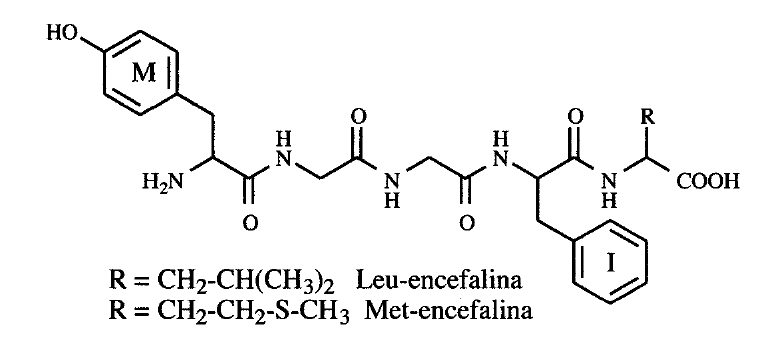 HO
M
O
O
R
H
N
H
N
H₂N
N
H
N
H
COOH
O
O
I
R = CH₂-CH(CH₃)₂ Leu-encefalina
R = CH₂-CH₂-S-CH₃ Met-encefalina